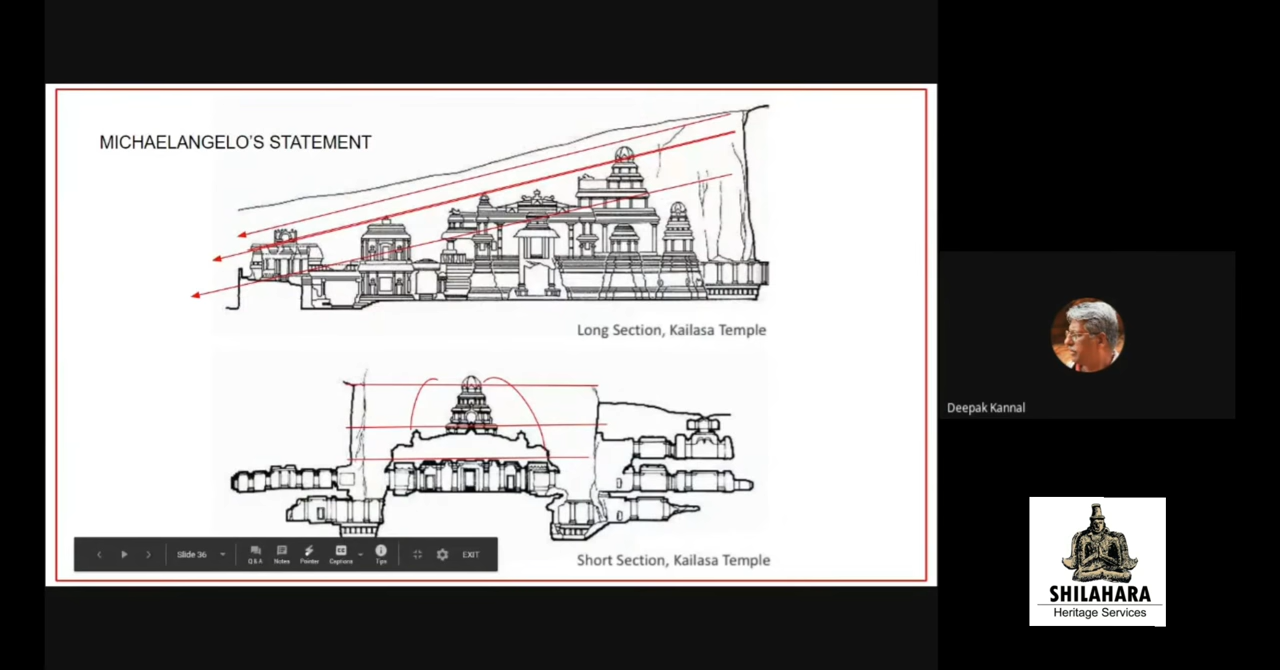 MICHAELANGELO'S STATEMENT
Long Section, Kailasa Temple
Short Section, Kailasa Temple
Slide 36
Q & A
Notes
Pointer
CC
Captions
Tips
EXIT
Deepak Kannal
SHILAHARA
Heritage Services